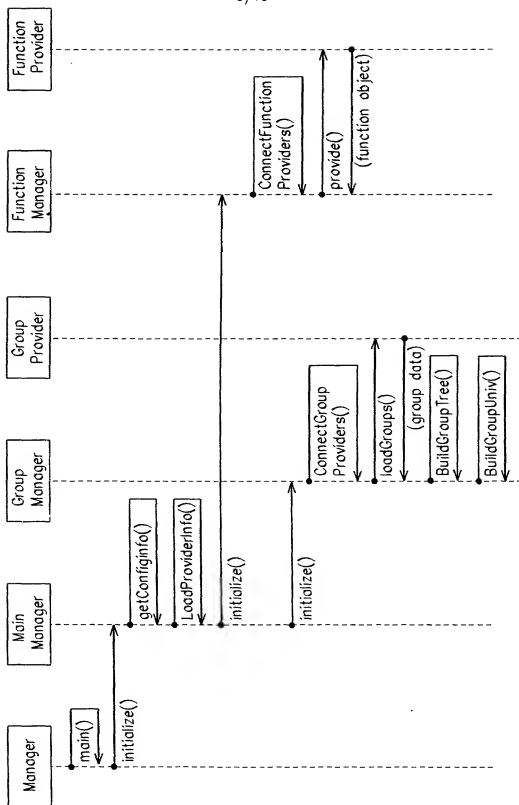 Manager
Main
Manager
Group
Manager
Group
Provider
Function
Manager
Function
Provider
main()
initialize()
getConfiginfo()
LoadProviderInfo()
initialize()
ConnectFunction
Providers()
provide()
(function object)
initialize()
ConnectGroup
Providers()
loadGroups()
(group data)
BuildGroupTree()
BuildGroupUniv()